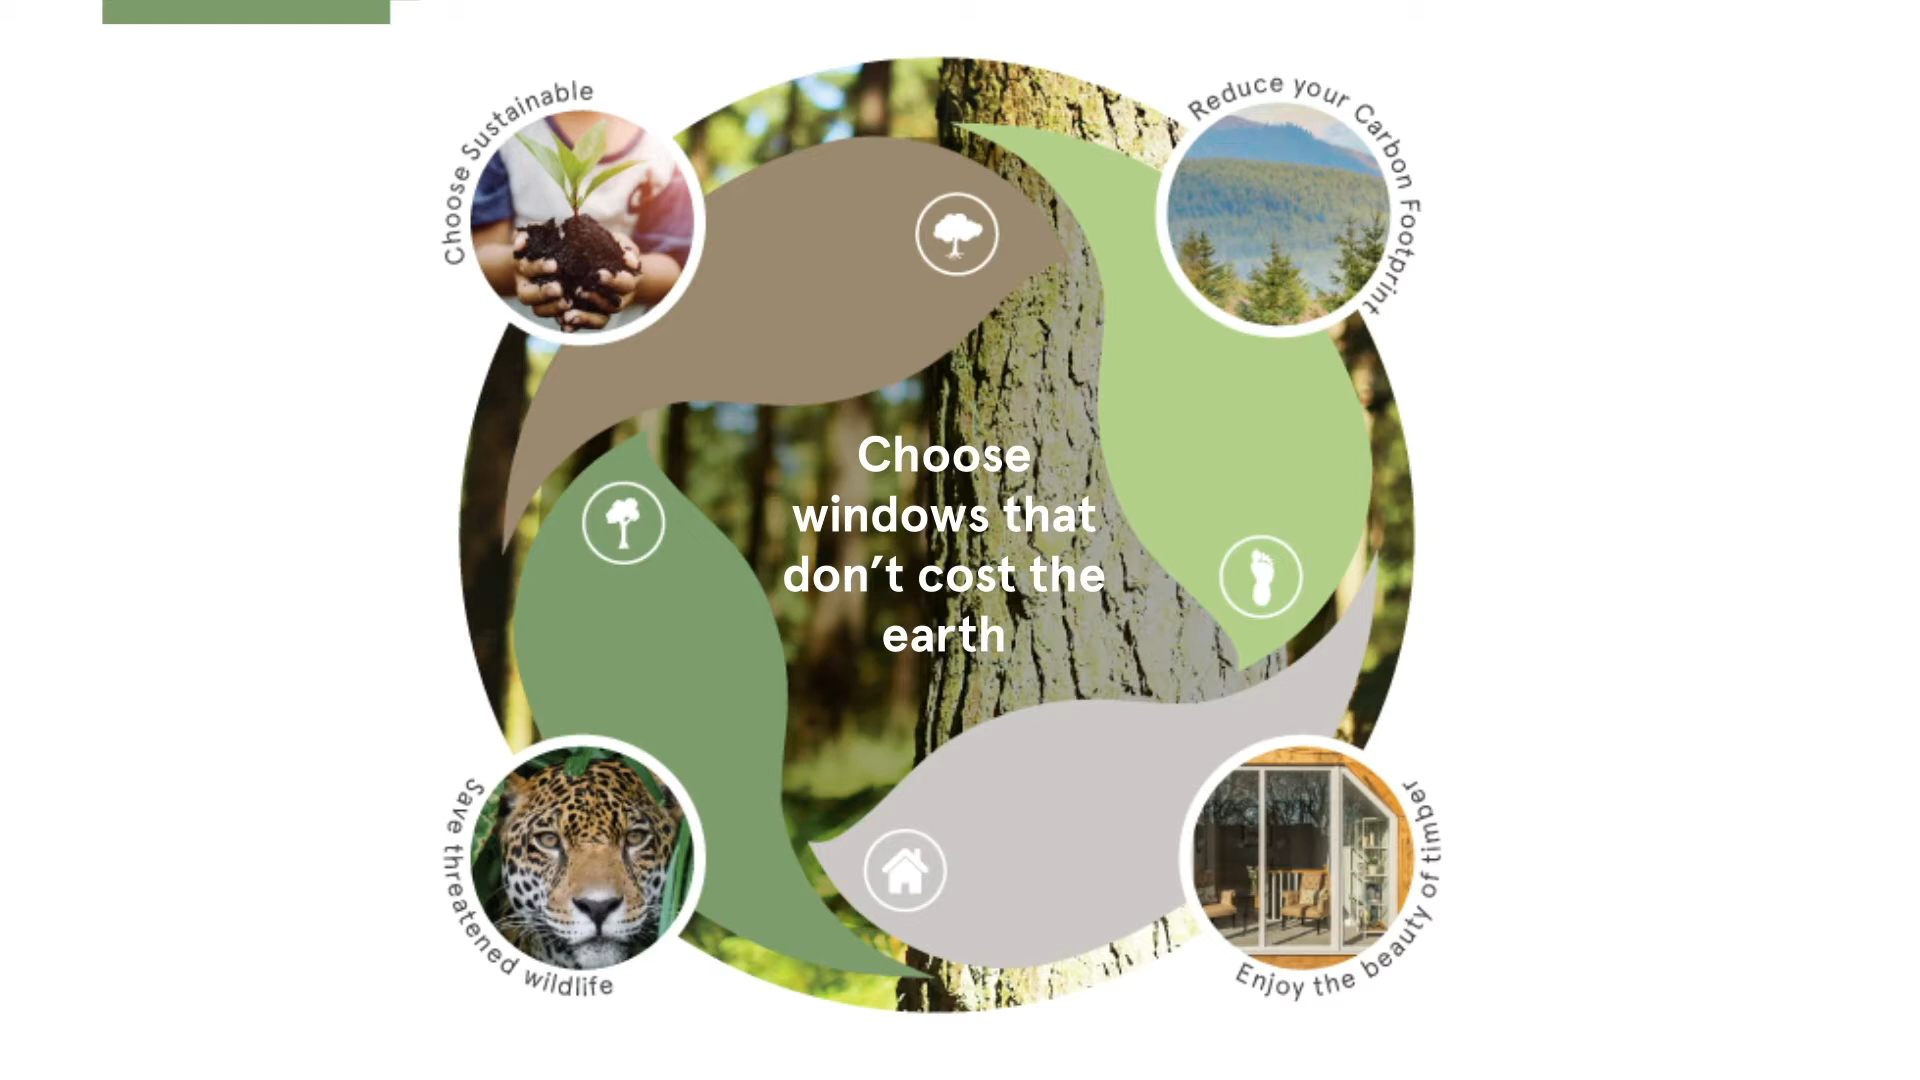 Choose Sustainable
Reduce your Carbon Footprint
Choose
windows that
don’t cost the
earth
Save threatened wildlife
Enjoy the beauty of timber